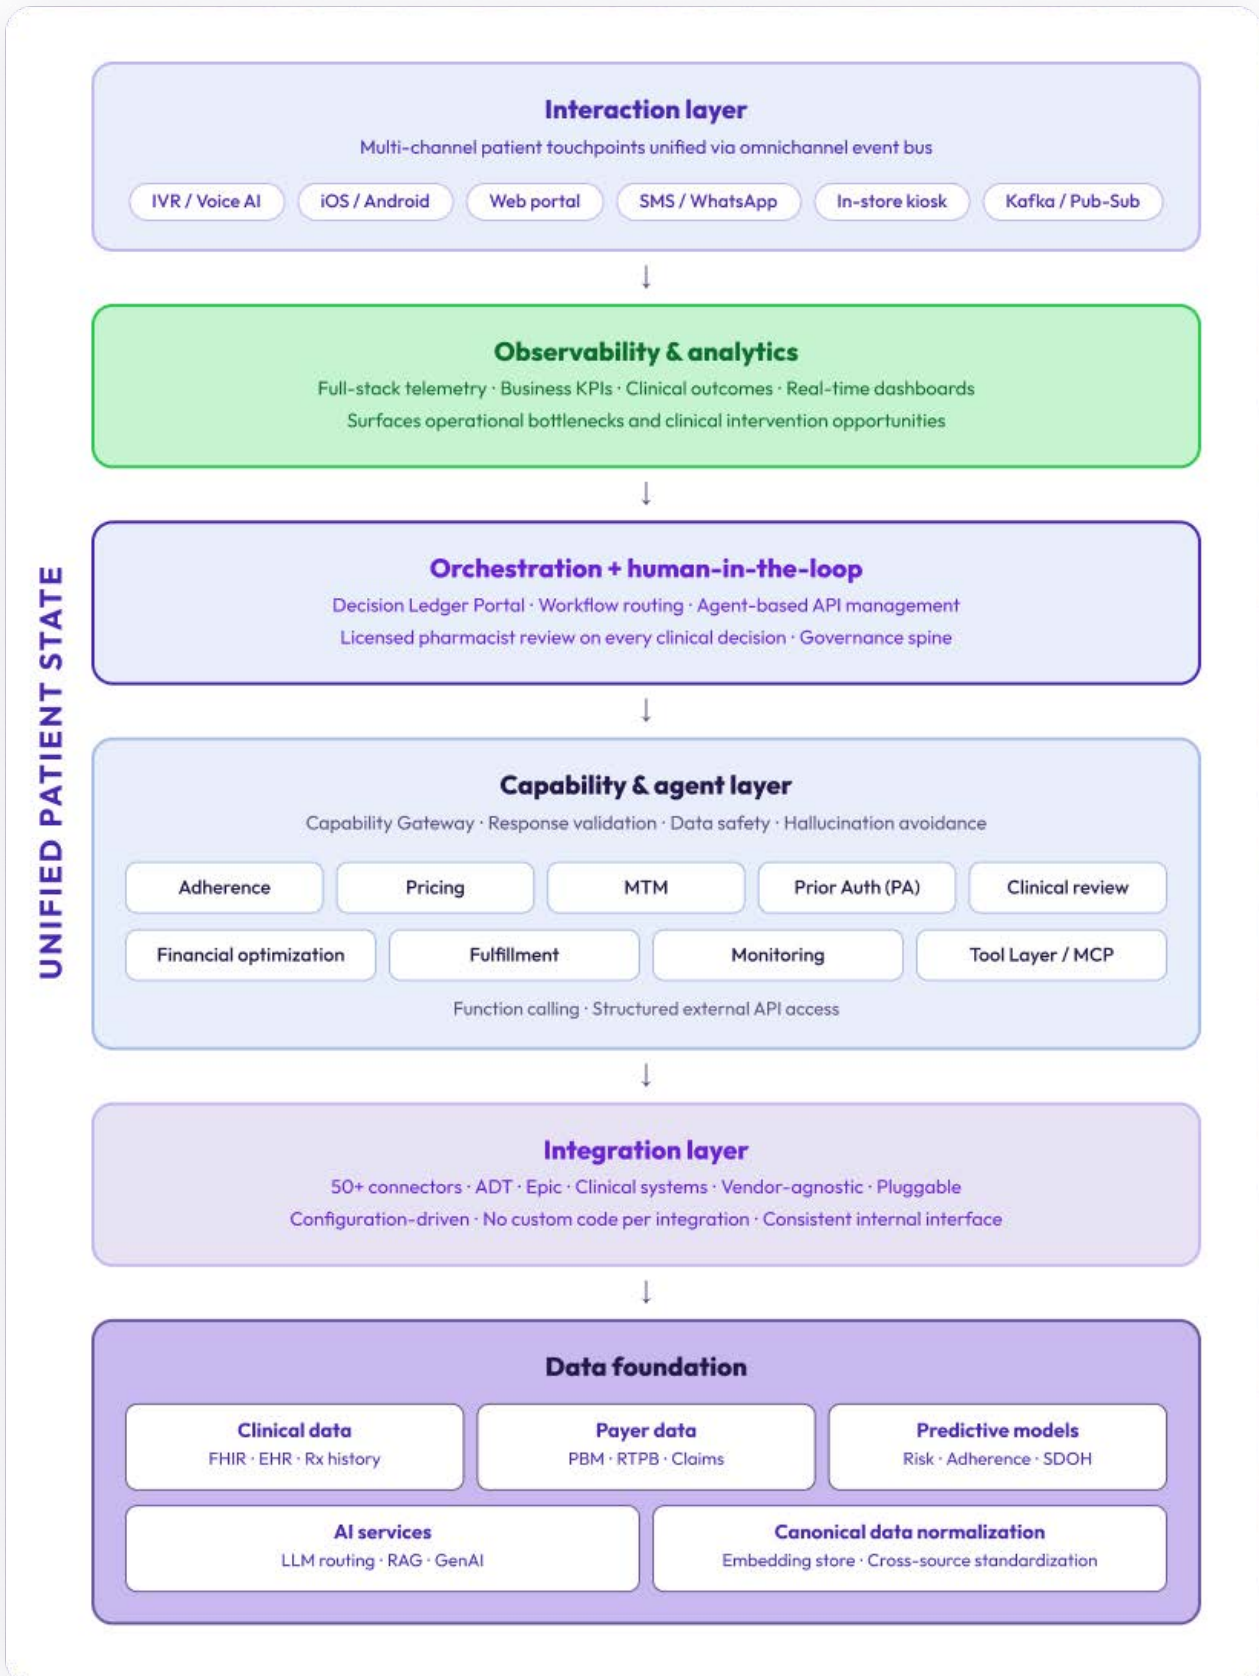 Interaction layer
Multi-channel patient touchpoints unified via omnichannel event bus
IVR / Voice AI
iOS / Android
Web portal
SMS / WhatsApp
In-store kiosk
Kafka / Pub-Sub
↓
Observability & analytics
Full-stack telemetry · Business KPIs · Clinical outcomes · Real-time dashboards
Surfaces operational bottlenecks and clinical intervention opportunities
↓
Orchestration + human-in-the-loop
Decision Ledger Portal · Workflow routing · Agent-based API management
Licensed pharmacist review on every clinical decision · Governance spine
↓
UNIFIED PATIENT STATE
Capability & agent layer
Capability Gateway · Response validation · Data safety · Hallucination avoidance
Adherence
Pricing
MTM
Prior Auth (PA)
Clinical review
Financial optimization
Fulfillment
Monitoring
Tool Layer / MCP
Function calling · Structured external API access
↓
Integration layer
50+ connectors · ADT · Epic · Clinical systems · Vendor-agnostic · Pluggable
Configuration-driven · No custom code per integration · Consistent internal interface
↓
Data foundation
Clinical data
FHIR · EHR · Rx history
Payer data
PBM · RTPB · Claims
Predictive models
Risk · Adherence · SDOH
AI services
LLM routing · RAG · GenAI
Canonical data normalization
Embedding store · Cross-source standardization